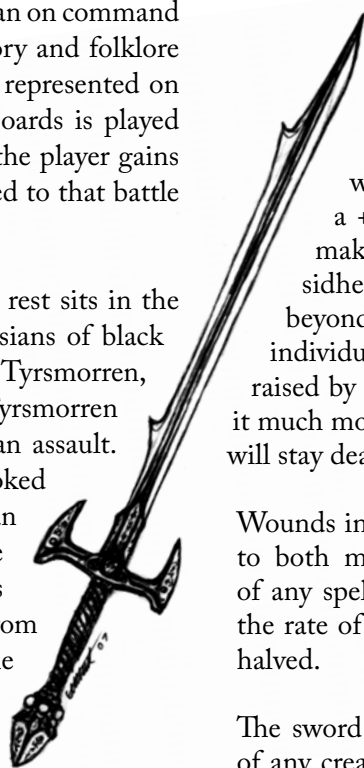 an on command
ory and folklore
represented on
oards is played
the player gains
ed to that battle
rest sits in the
sians of black
Tyrsmorren,
yrsmorren
an assault.
oked
n
e
s
om
e
w
a +
mak
sidhe
beyond
individu
raised by
it much mo
will stay dea
Wounds in
to both m
of any spel
the rate of
halved.
The sword
of any crea